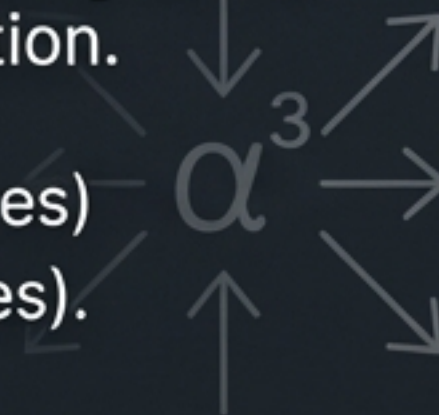 tion.
α³
es)
es).